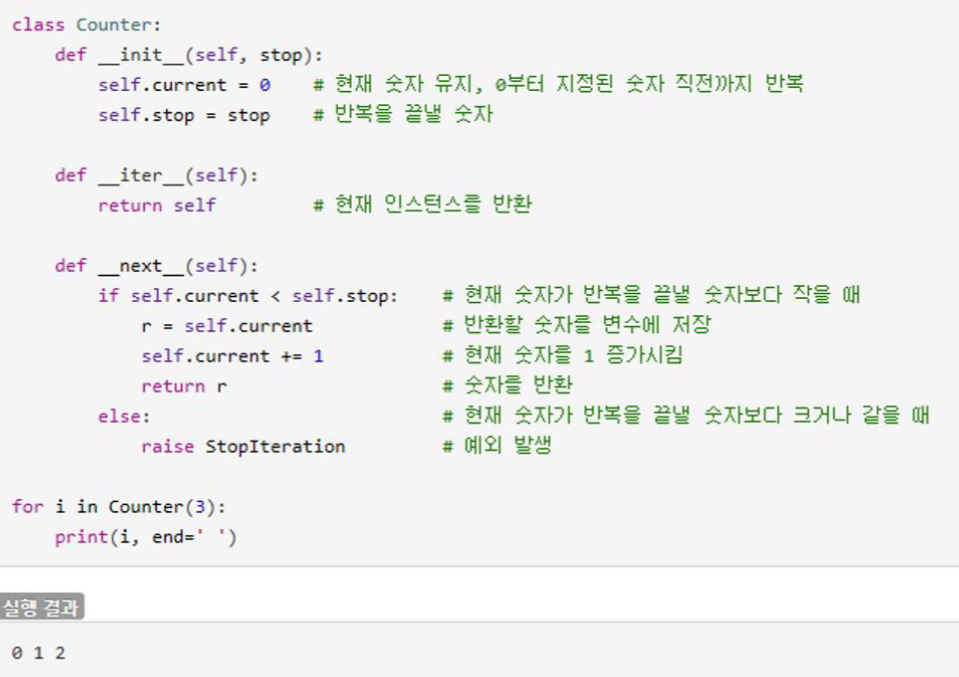 class Counter:
    def __init__(self, stop):
        self.current = 0    # 현재 숫자 유지, 0부터 지정된 숫자 직전까지 반복
        self.stop = stop    # 반복을 끝낼 숫자
    def __iter__(self):
        return self         # 현재 인스턴스를 반환
    def __next__(self):
        if self.current < self.stop:    # 현재 숫자가 반복을 끝낼 숫자보다 작을 때
            r = self.current            # 반환할 숫자를 변수에 저장
            self.current += 1           # 현재 숫자를 1 증가시킴
            return r                    # 숫자를 반환
        else:                           # 현재 숫자가 반복을 끝낼 숫자보다 크거나 같을 때
            raise StopIteration         # 예외 발생
for i in Counter(3):
    print(i, end=' ')
실행 결과
0 1 2